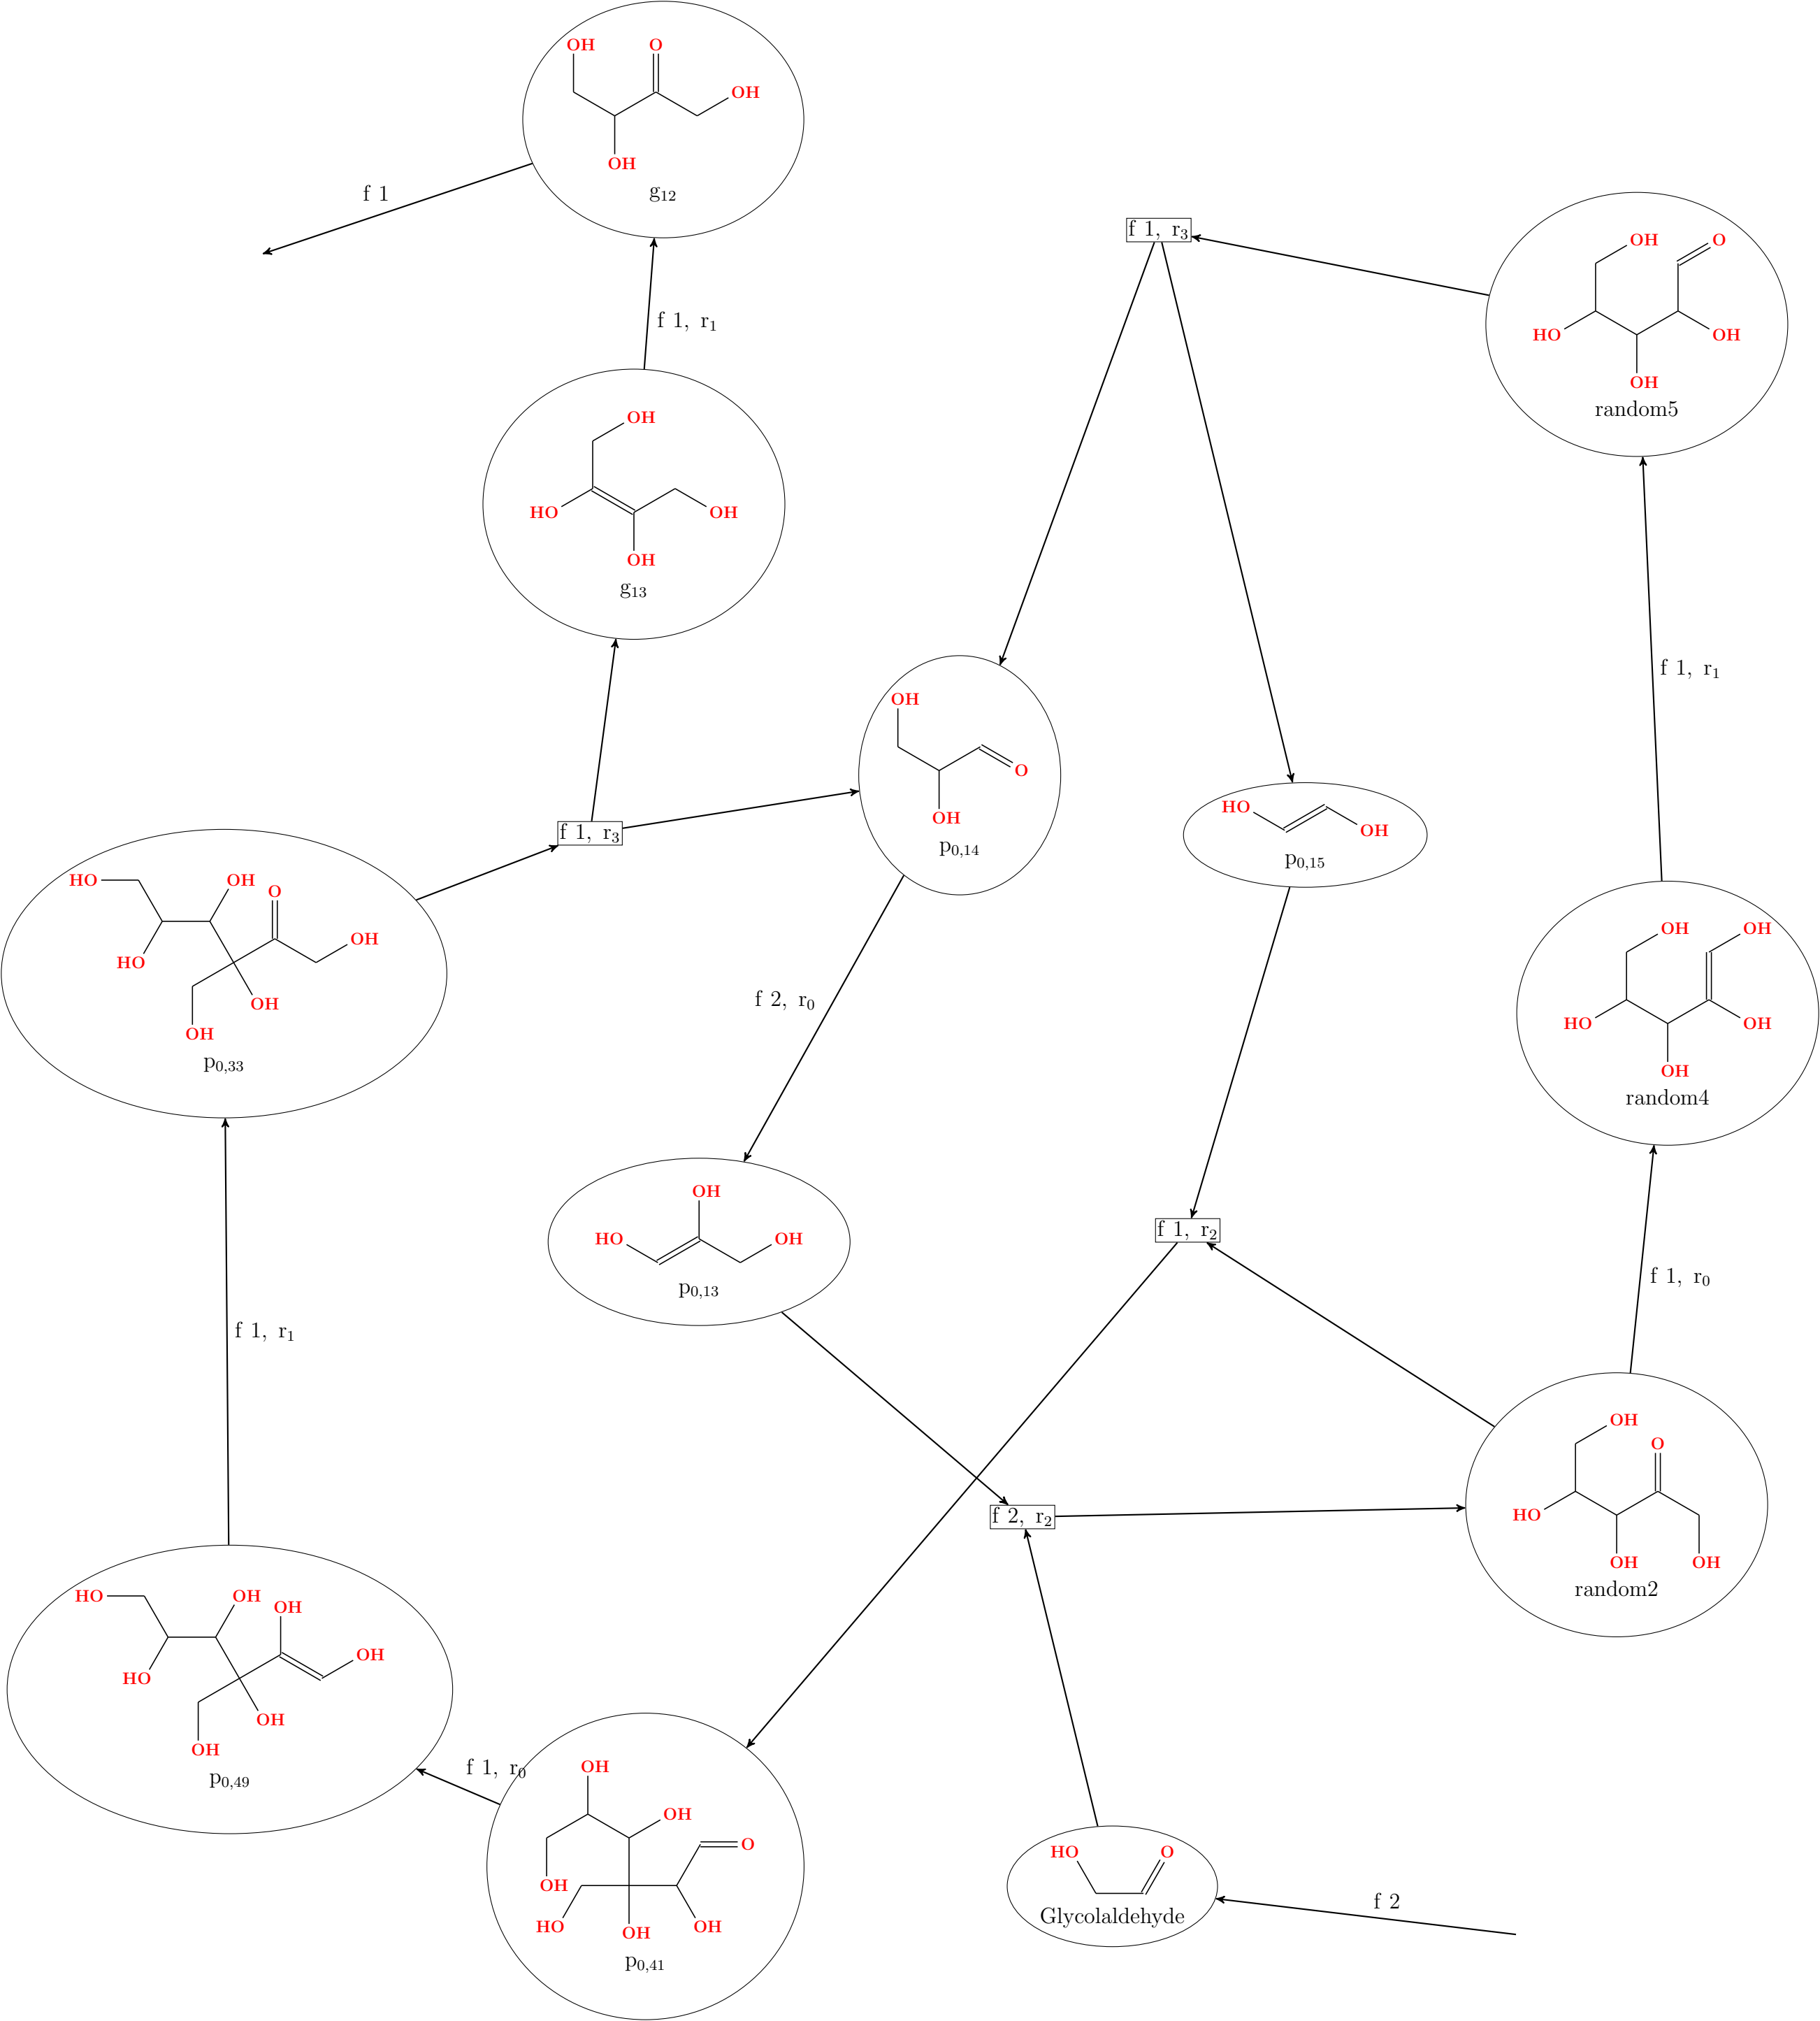 OH
O
OH
OH
g12
f 1
f 1, r1
OH
HO
OH
OH
g13
f 1, r3
OH
O
HO
OH
OH
random5
f 1, r1
OH
O
OH
p0,14
HO
OH
p0,15
f 1, r3
HO
OH
O
OH
HO
OH
OH
p0,33
f 2, r0
OH
OH
HO
OH
OH
random4
OH
HO
OH
p0,13
f 1, r2
f 1, r0
f 1, r1
OH
O
HO
OH
OH
random2
f 2, r2
HO
OH
OH
OH
HO
OH
OH
p0,49
f 1, r0
OH
OH
O
OH
HO
OH
OH
p0,41
HO
O
Glycolaldehyde
f 2